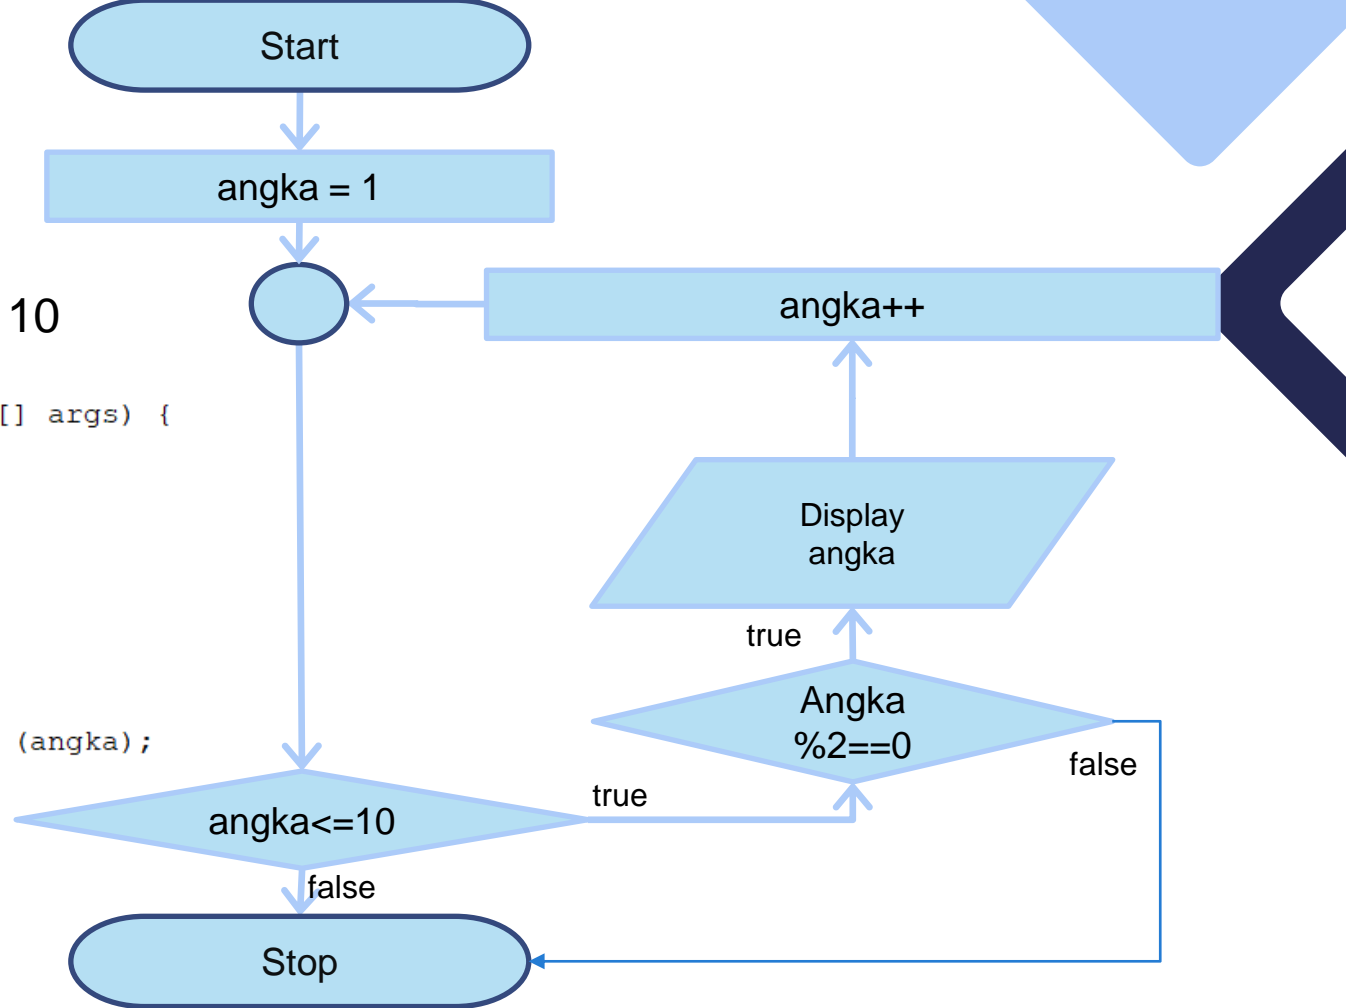 Start
angka = 1
10
angka++
[] args) {
Display
angka
true
Angka
%2==0
false
(angka);
true
angka<=10
false
Stop